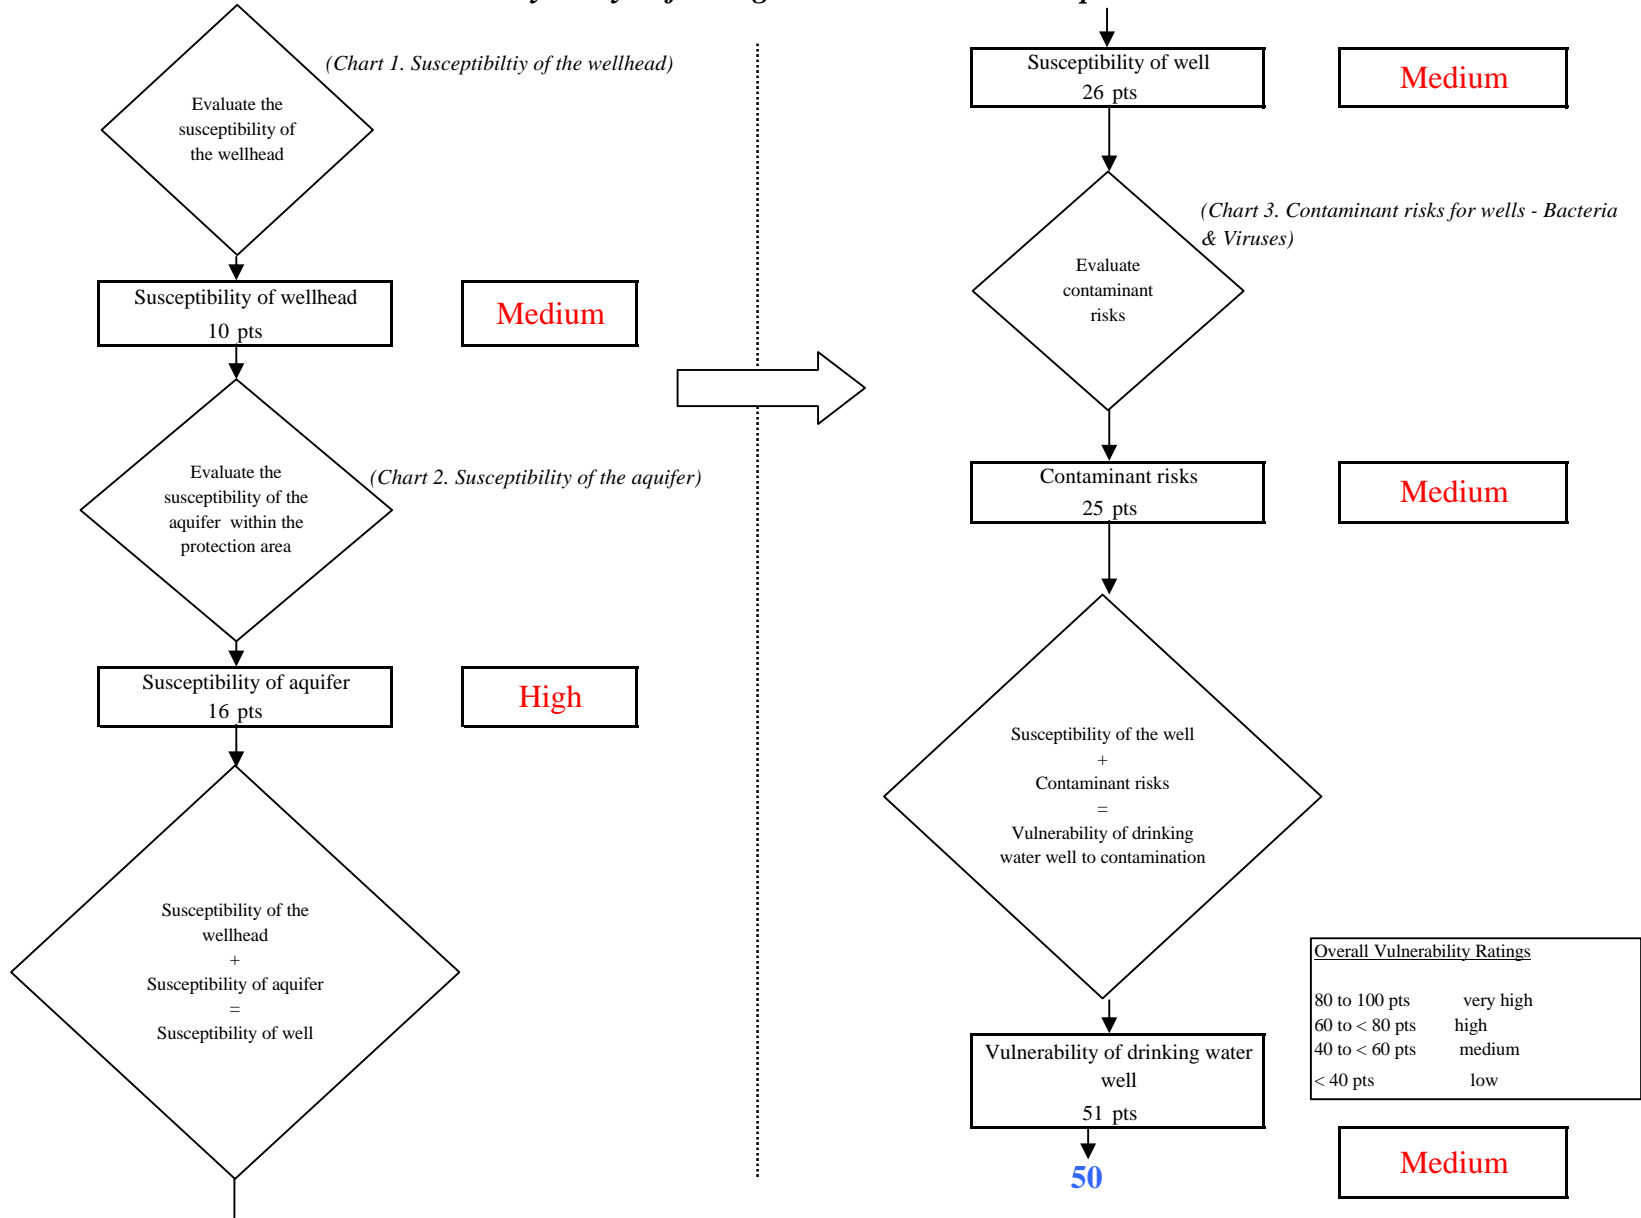 (Chart 1. Susceptibiltiy of the wellhead)
Evaluate the
susceptibility of
the wellhead
Susceptibility of wellhead
10 pts
Medium
Evaluate the
susceptibility of the
aquifer within the
protection area
(Chart 2. Susceptibility of the aquifer)
Susceptibility of aquifer
16 pts
High
Susceptibility of the
wellhead
+
Susceptibility of aquifer
=
Susceptibility of well
Susceptibility of well
26 pts
Medium
(Chart 3. Contaminant risks for wells - Bacteria
& Viruses)
Evaluate
contaminant
risks
Contaminant risks
25 pts
Medium
Susceptibility of the well
+
Contaminant risks
=
Vulnerability of drinking
water well to contamination
Overall Vulnerability Ratings
80 to 100 pts very high
60 to < 80 pts high
40 to < 60 pts medium
< 40 pts low
Vulnerability of drinking water
well
51 pts
50
Medium